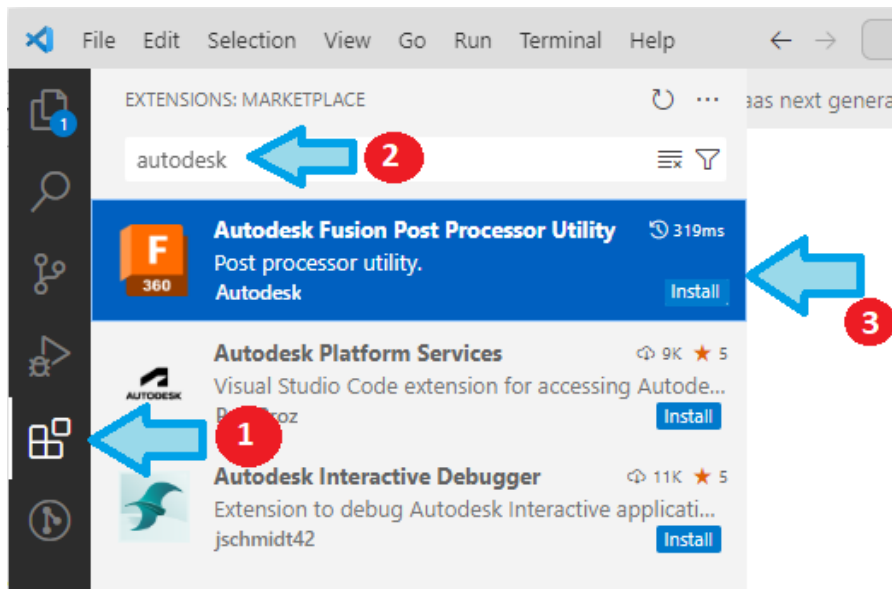 File Edit Selection View Go Run Terminal Help
EXTENSIONS: MARKETPLACE
aas next genera
1
autodesk
2
Autodesk Fusion Post Processor Utility
319ms
F
360
Post processor utility.
Autodesk
Install
3
Autodesk Platform Services
9K ★ 5
AUTODESK
Visual Studio Code extension for accessing Autode...
Install
1
Autodesk Interactive Debugger
11K ★ 5
Extension to debug Autodesk Interactive applicati...
jschmidt42
Install